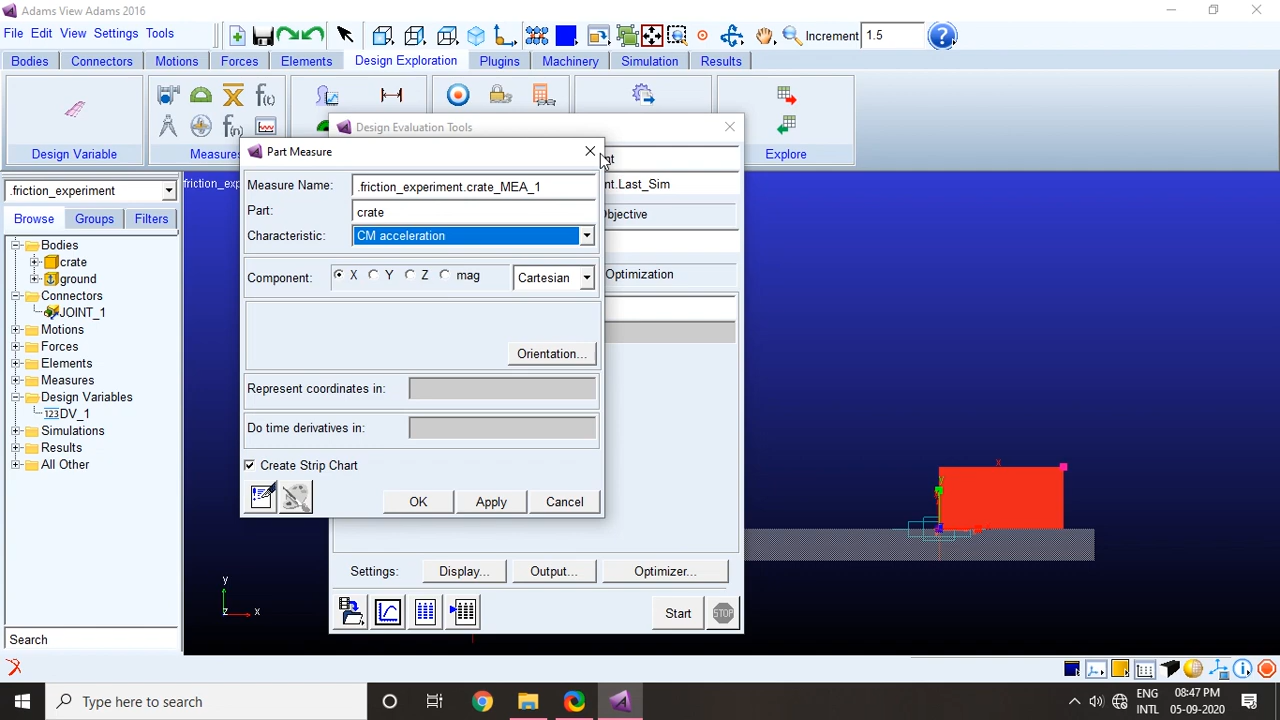 Adams View Adams 2016
File Edit View Settings Tools
Increment 1.5
Bodies Connectors Motions Forces Elements Design Exploration Plugins Machinery Simulation Results
f(t)
Design Variable Measures Explore
Design Evaluation Tools
Part Measure
.friction_experiment
friction_experiment
Browse Groups Filters
Measure Name: .friction_experiment.crate_MEA_1
nt.Last_Sim
Part: crate
Objective
Characteristic: CM acceleration
Component: X Y Z mag Cartesian
Optimization
Orientation...
Represent coordinates in:
Do time derivatives in:
Create Strip Chart
OK Apply Cancel
Bodies
crate
ground
Connectors
JOINT_1
Motions
Forces
Elements
Measures
Design Variables
123 DV_1
Simulations
Results
All Other
Search
Settings: Display... Output... Optimizer...
Start STOP
x
y
z x
Type here to search
ENG
INTL
08:47 PM
05-09-2020